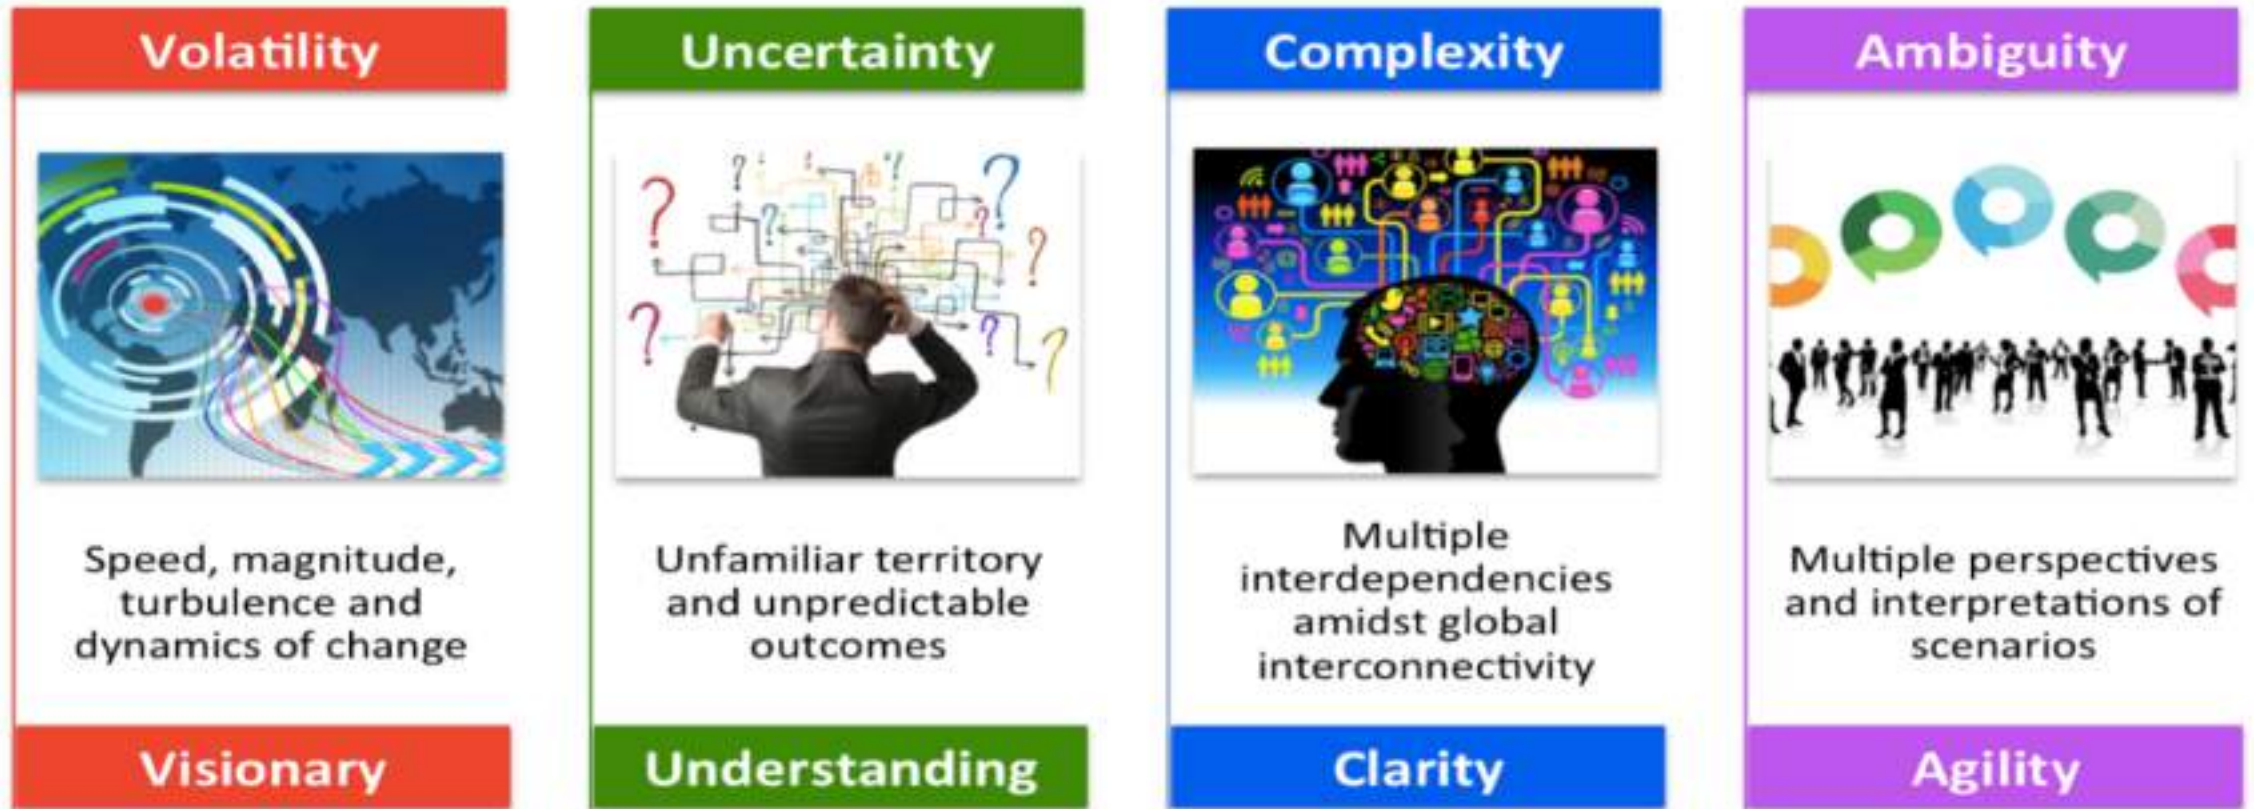 Volatility
Speed, magnitude,
turbulence and
dynamics of change
Visionary
Uncertainty
Unfamiliar territory
and unpredictable
outcomes
Understanding
Complexity
Multiple
interdependencies
amidst global
interconnectivity
Clarity
Ambiguity
Multiple perspectives
and interpretations of
scenarios
Agility